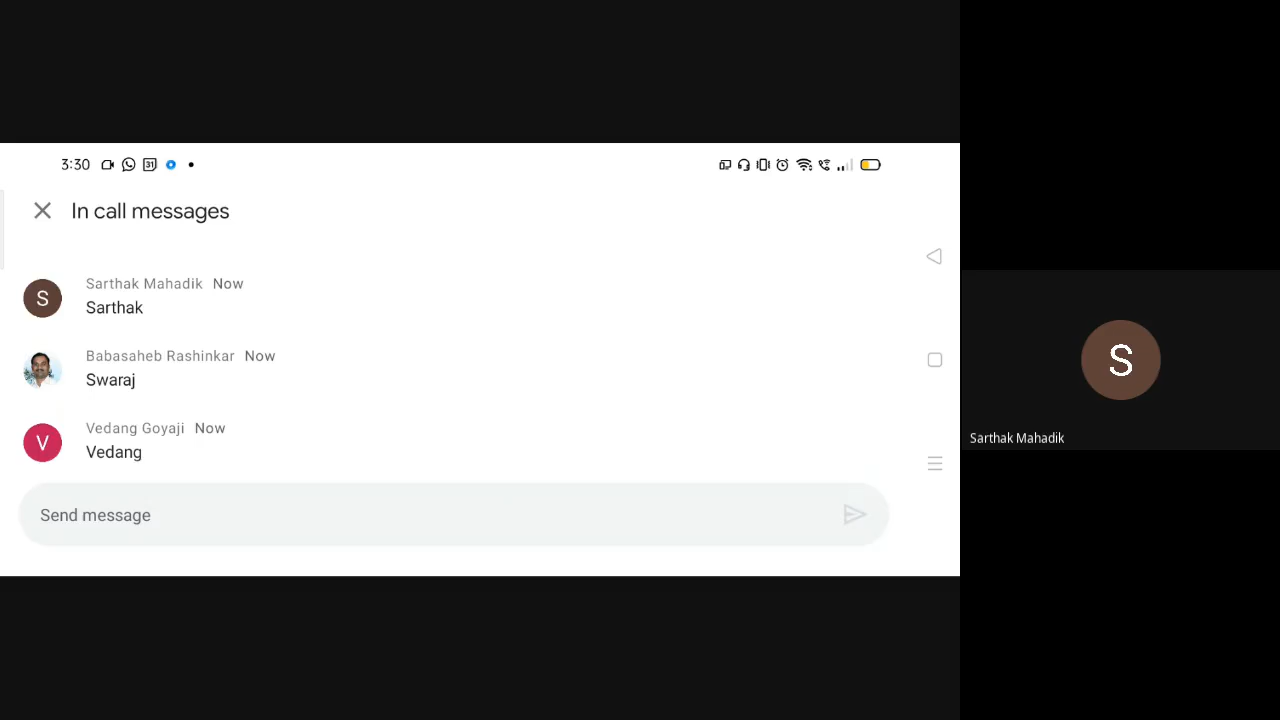 3:30
31
In call messages
S
Sarthak Mahadik Now
Sarthak
Babasaheb Rashinkar Now
Swaraj
V
Vedang Goyaji Now
Vedang
Send message
S
Sarthak Mahadik